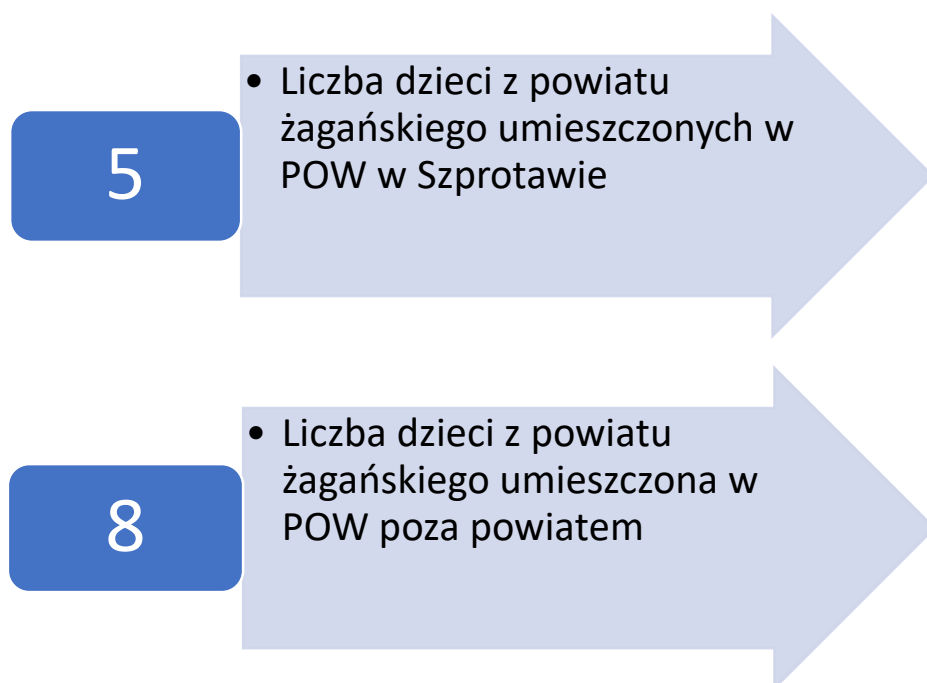 5
• Liczba dzieci z powiatu
żagańskiego umieszczonych w
POW w Szprotawie
8
• Liczba dzieci z powiatu
żagańskiego umieszczona w
POW poza powiatem